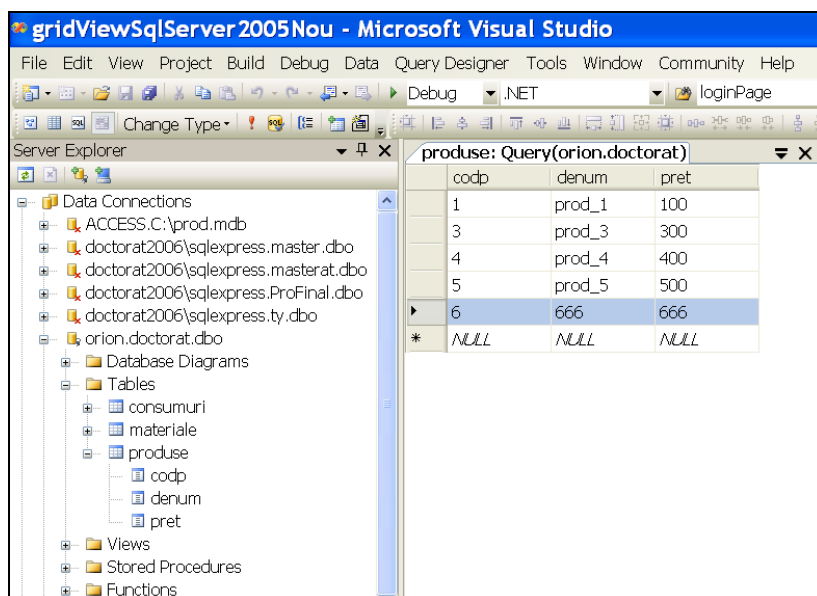 gridViewSqlServer2005Nou - Microsoft Visual Studio
File Edit View Project Build Debug Data Query Designer Tools Window Community Help
Debug .NET loginPage
Change Type
Server Explorer
Data Connections
ACCESS.C:\prod.mdb
doctorat2006\sqlexpress.master.dbo
doctorat2006\sqlexpress.masterat.dbo
doctorat2006\sqlexpress.ProFinal.dbo
doctorat2006\sqlexpress.ty.dbo
orion.doctorat.dbo
Database Diagrams
Tables
consumuri
materiale
produse
codp
denum
pret
Views
Stored Procedures
Functions
produse: Query(orion.doctorat)
codp denum pret
1 prod_1 100
3 prod_3 300
4 prod_4 400
5 prod_5 500
6 666 666
NULL NULL NULL